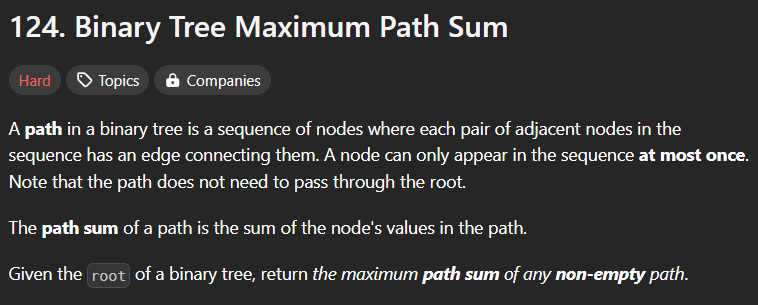 124. Binary Tree Maximum Path Sum
Hard Topics Companies
A path in a binary tree is a sequence of nodes where each pair of adjacent nodes in the
sequence has an edge connecting them. A node can only appear in the sequence at most once.
Note that the path does not need to pass through the root.
The path sum of a path is the sum of the node's values in the path.
Given the root of a binary tree, return the maximum path sum of any non-empty path.